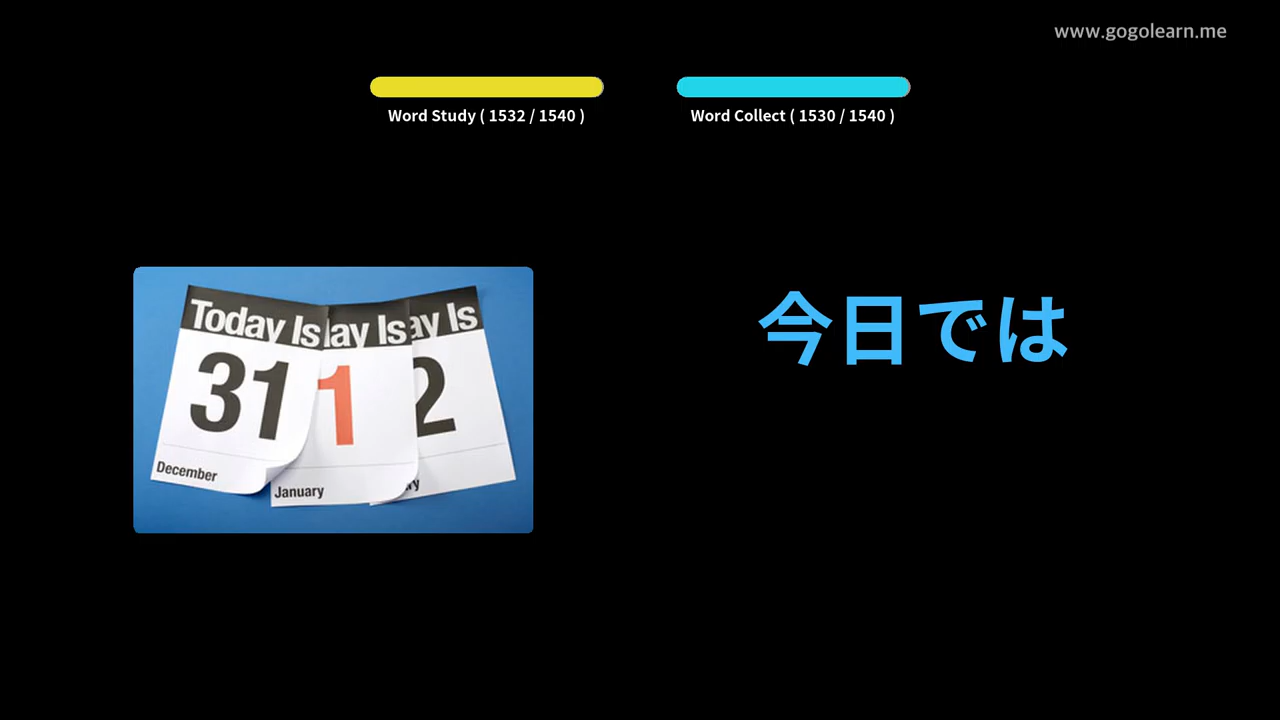 www.gogolearn.me
Word Study ( 1532 / 1540 )
Word Collect ( 1530 / 1540 )
今日では
Today Is
ay Is
ay Is
31
1
2
December
January
ry